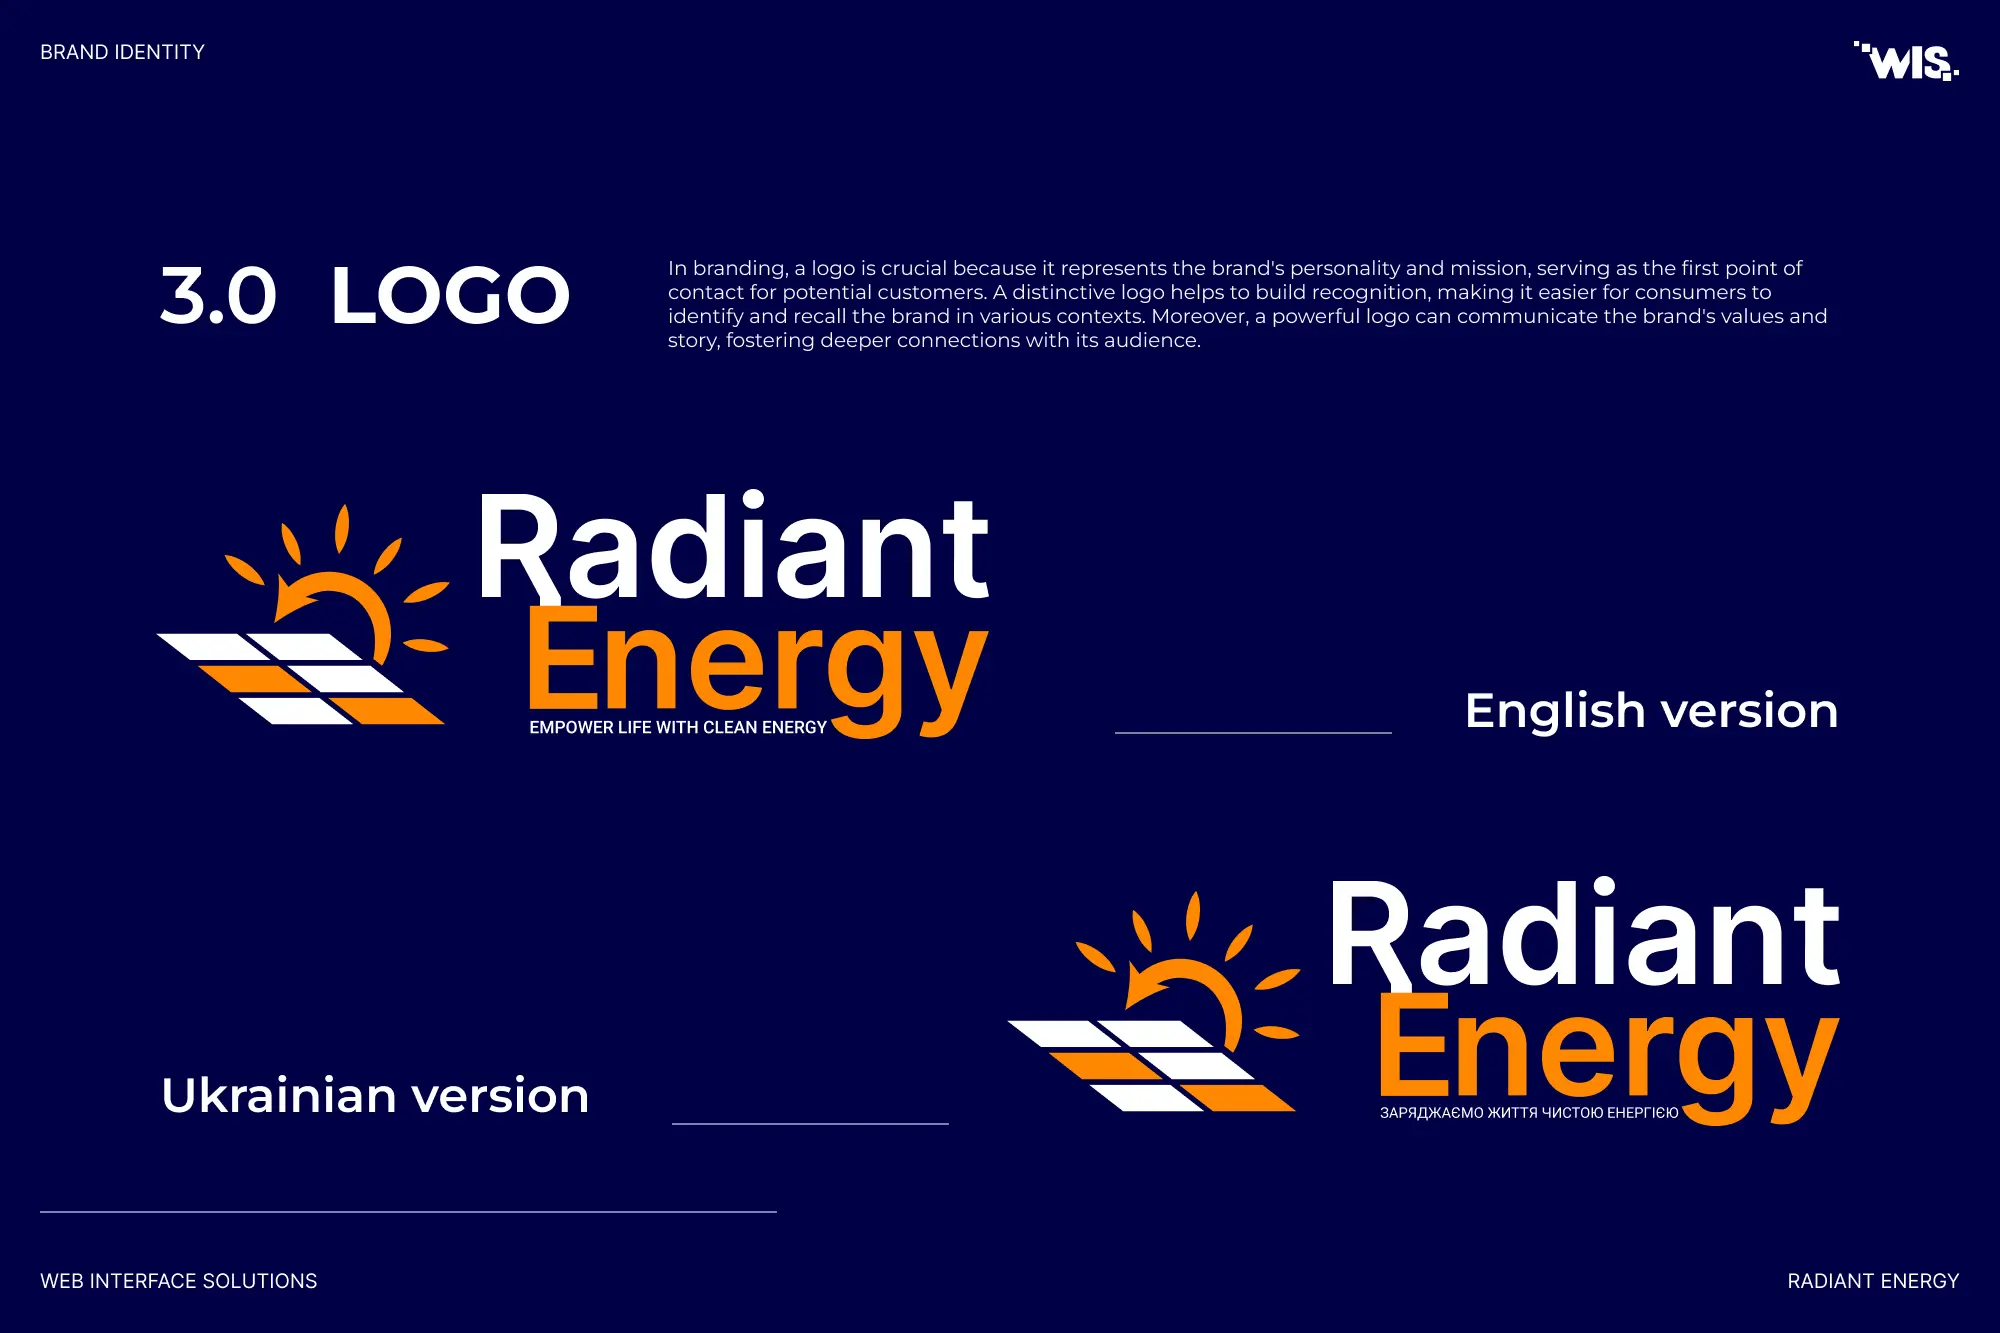 BRAND IDENTITY
WIS.
3.0 LOGO
In branding, a logo is crucial because it represents the brand's personality and mission, serving as the first point of
contact for potential customers. A distinctive logo helps to build recognition, making it easier for consumers to
identify and recall the brand in various contexts. Moreover, a powerful logo can communicate the brand's values and
story, fostering deeper connections with its audience.
Radiant
Energy
EMPOWER LIFE WITH CLEAN ENERGY
English version
Radiant
Energy
ЗАРЯДЖАЄМО ЖИТТЯ ЧИСТОЮ ЕНЕРГІЄЮ
Ukrainian version
WEB INTERFACE SOLUTIONS
RADIANT ENERGY